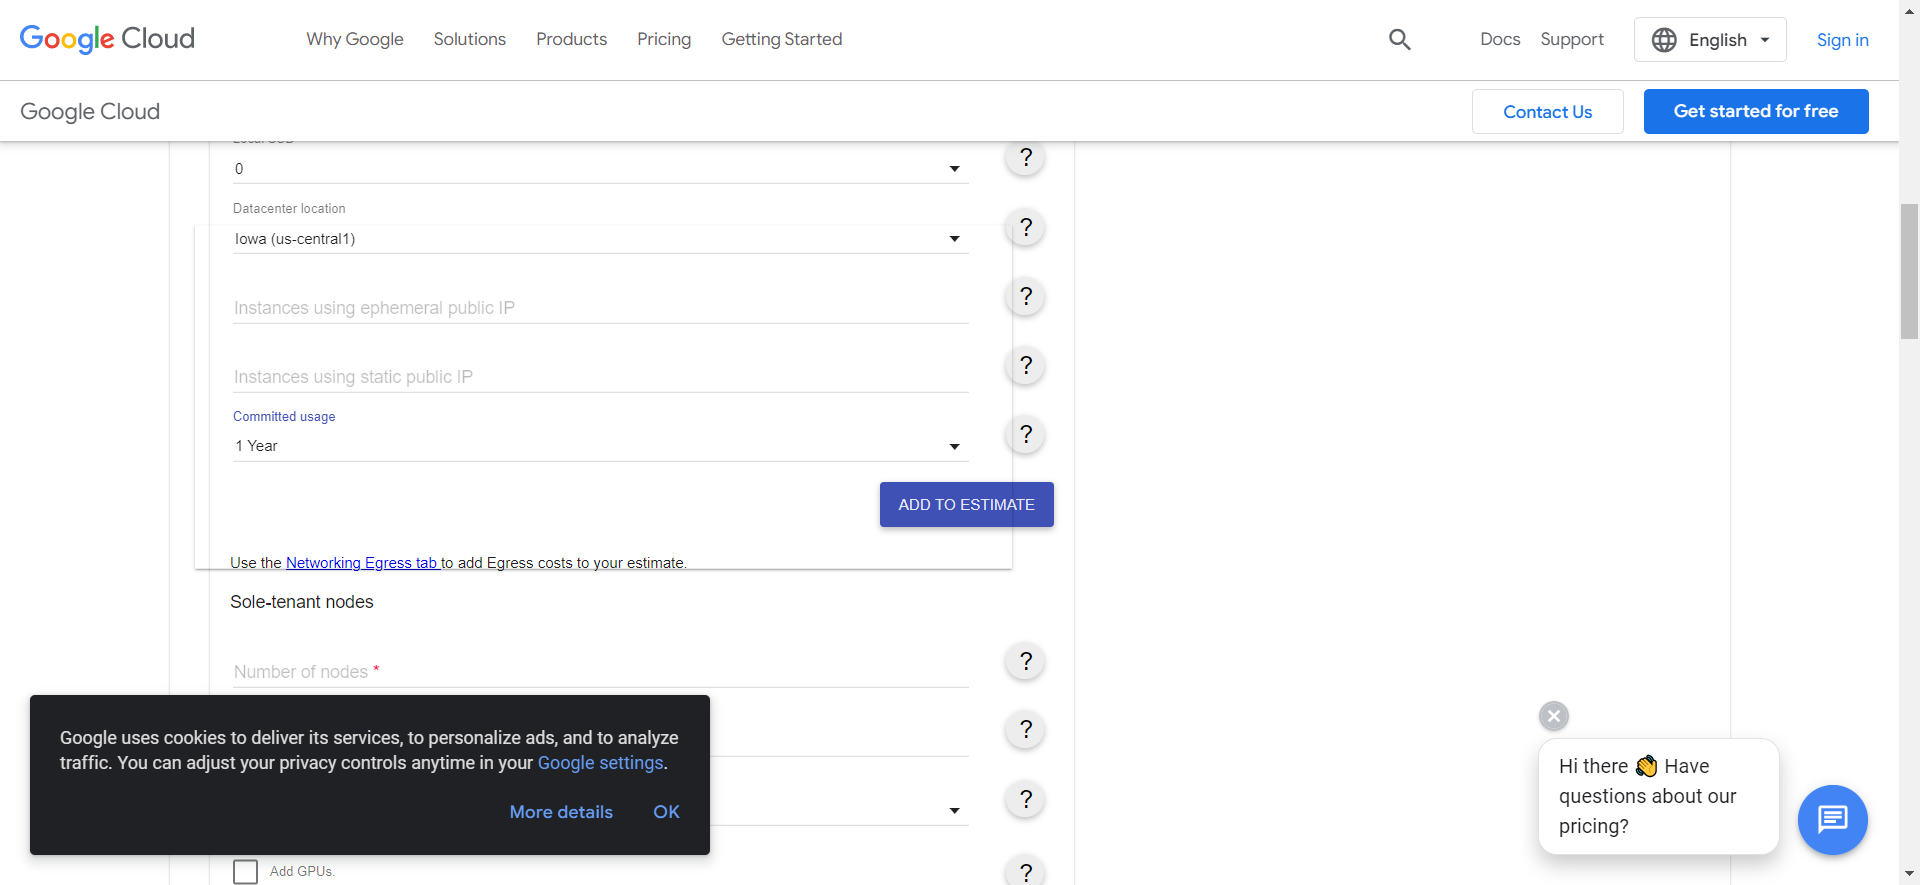 Google Cloud
Why Google
Solutions
Products
Pricing
Getting Started
Docs
Support
English
Sign in
Google Cloud
Contact Us
Get started for free
0
?
Datacenter location
Iowa (us-central1)
?
Instances using ephemeral public IP
?
Instances using static public IP
?
Committed usage
1 Year
?
ADD TO ESTIMATE
Use the Networking Egress tab to add Egress costs to your estimate.
Sole-tenant nodes
Number of nodes *
?
?
?
Google uses cookies to deliver its services, to personalize ads, and to analyze
traffic. You can adjust your privacy controls anytime in your Google settings.
More details
OK
Add GPUs.
?
Hi there 👋 Have
questions about our
pricing?